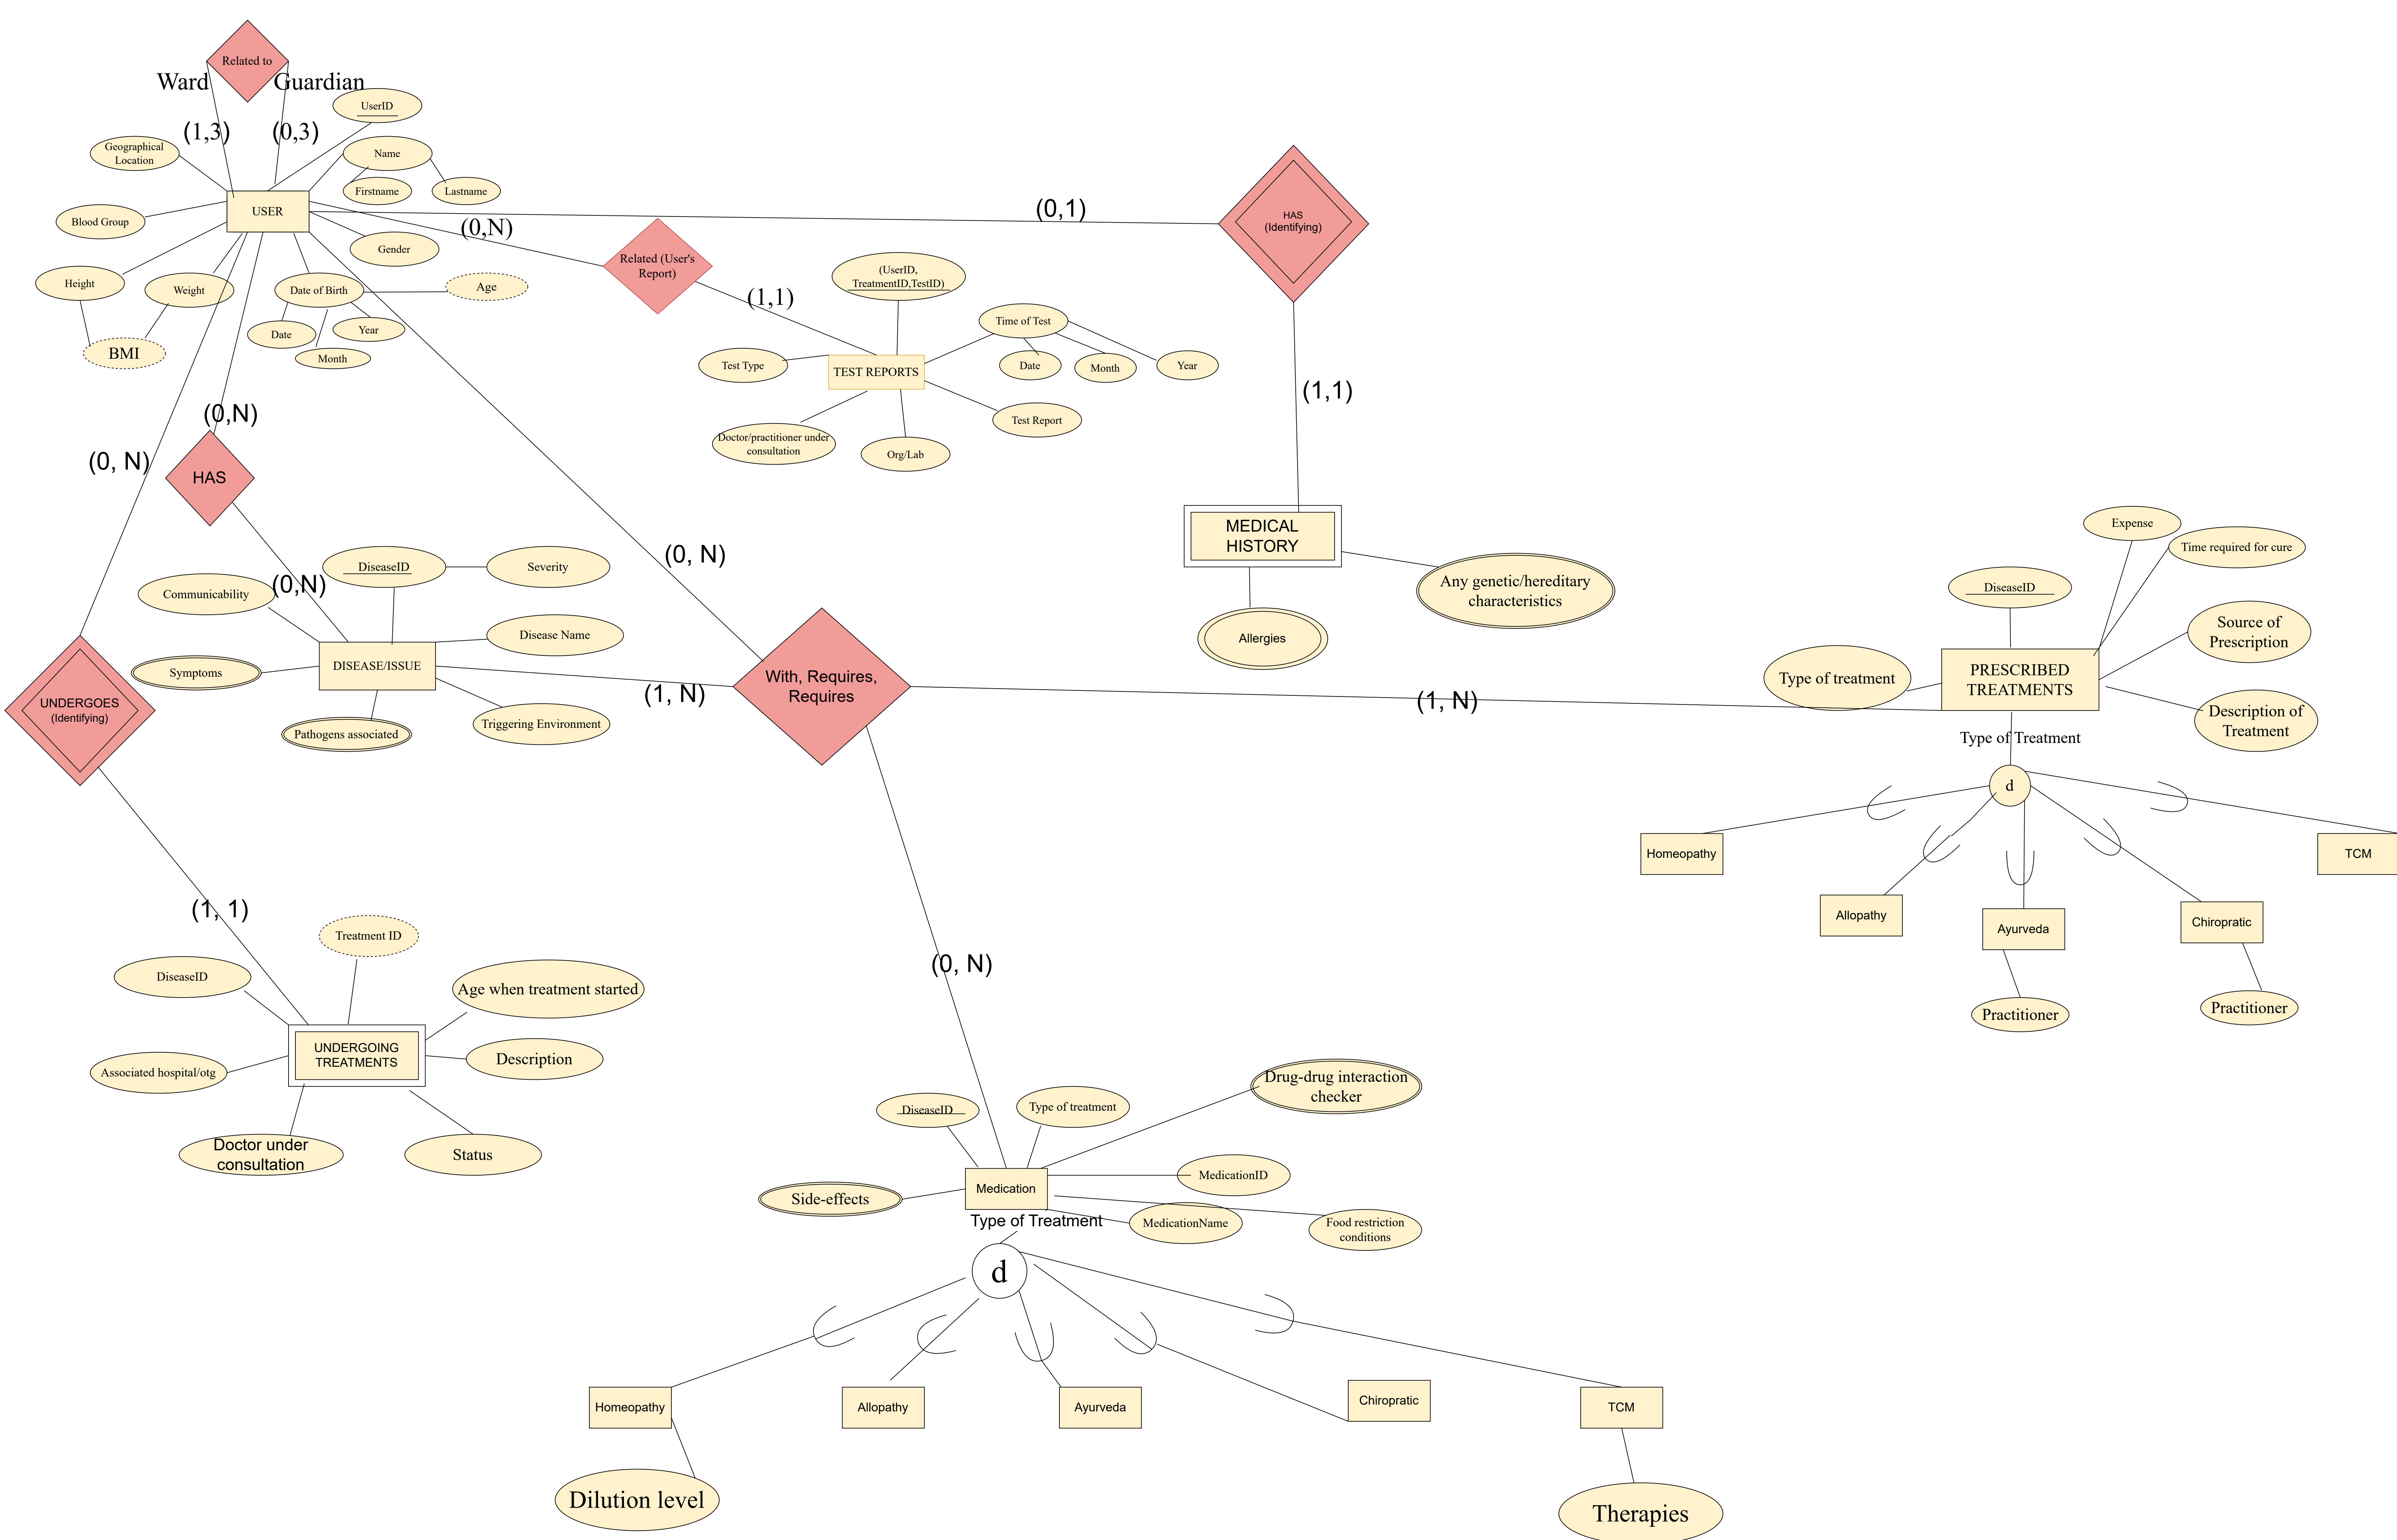 Related to
Ward
Guardian
UserID
(1,3)
(0,3)
Geographical
Location
Name
Firstname
Lastname
USER
Blood Group
(0,N)
Gender
Height
Weight
Date of Birth
Age
Date
Year
Month
BMI
Related (User's
Report)
(1,1)
(UserID,
TreatmentID,TestID)
Time of Test
Date
Month
Year
Test Type
TEST REPORTS
Test Report
Doctor/practitioner under
consultation
Org/Lab
(0,1)
HAS
(Identifying)
(1,1)
MEDICAL
HISTORY
Any genetic/hereditary
characteristics
Allergies
(0,N)
(0, N)
HAS
(0, N)
DiseaseID
Severity
Communicability
(0,N)
Disease Name
DISEASE/ISSUE
Symptoms
Pathogens associated
Triggering Environment
(1, N)
With, Requires,
Requires
(1, N)
Expense
Time required for cure
DiseaseID
Source of
Prescription
Type of treatment
PRESCRIBED
TREATMENTS
Description of
Treatment
Type of Treatment
d
Homeopathy
TCM
Allopathy
Ayurveda
Chiropratic
Practitioner
Practitioner
UNDERGOES
(Identifying)
(1, 1)
Treatment ID
DiseaseID
Age when treatment started
UNDERGOING
TREATMENTS
Description
Associated hospital/otg
Doctor under
consultation
Status
(0, N)
Drug-drug interaction
checker
DiseaseID
Type of treatment
MedicationID
Medication
Side-effects
MedicationName
Food restriction
conditions
Type of Treatment
d
Homeopathy
Allopathy
Ayurveda
Chiropratic
TCM
Dilution level
Therapies